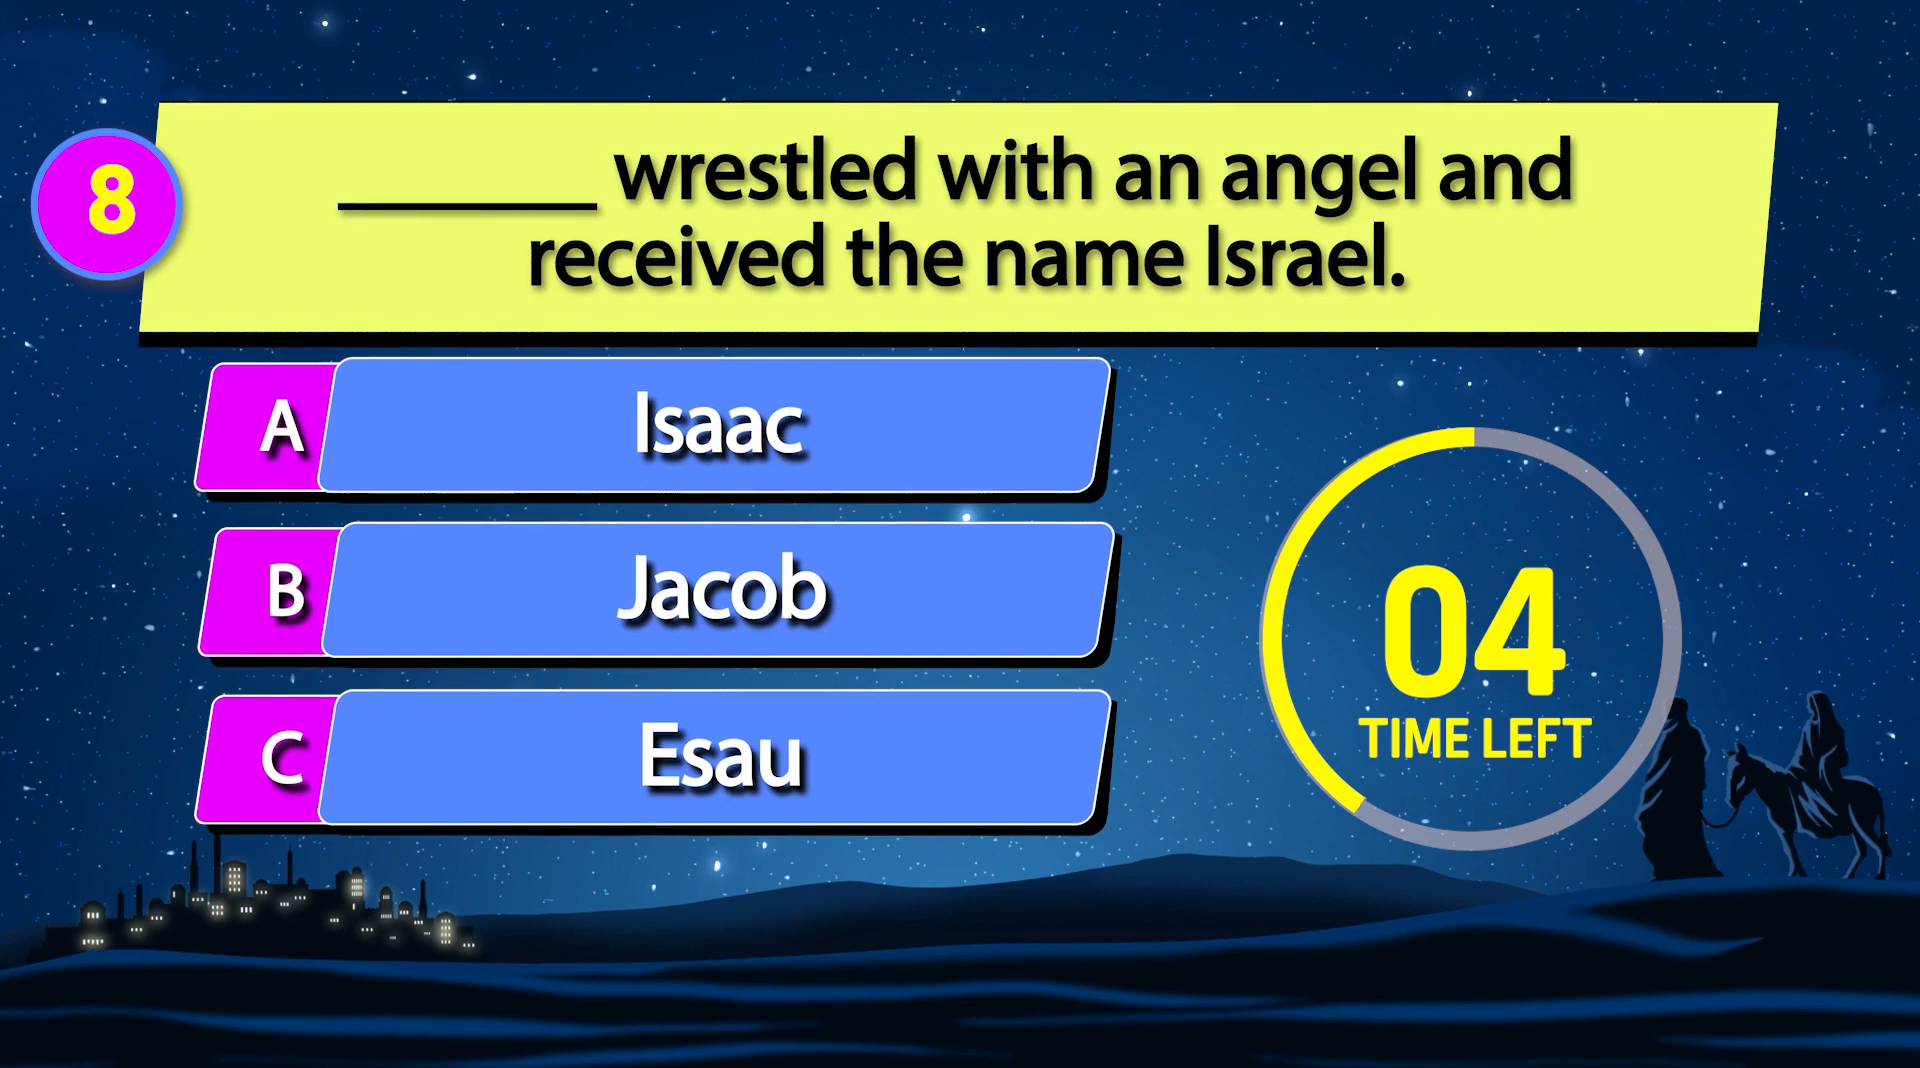 8
_______ wrestled with an angel and
received the name Israel.
A Isaac
B Jacob
C Esau
04
TIME LEFT